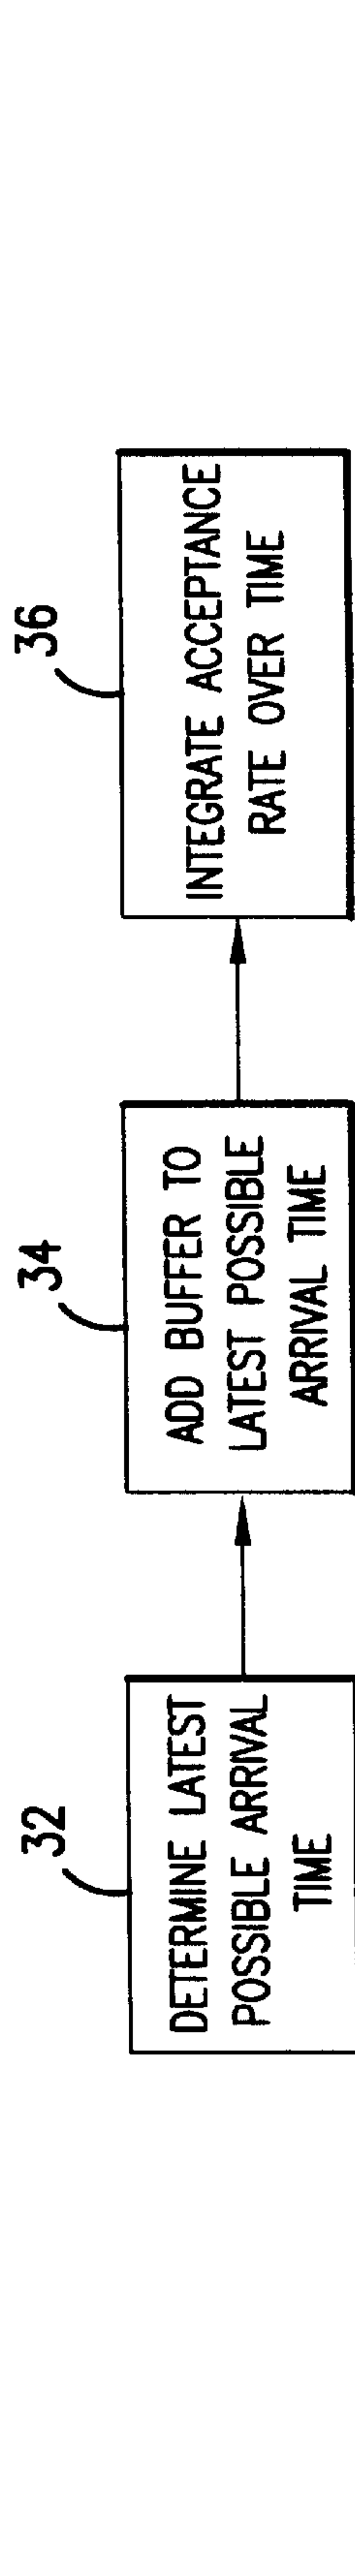 32
DETERMINE LATEST
POSSIBLE ARRIVAL
TIME
34
ADD BUFFER TO
LATEST POSSIBLE
ARRIVAL TIME
36
INTEGRATE ACCEPTANCE
RATE OVER TIME